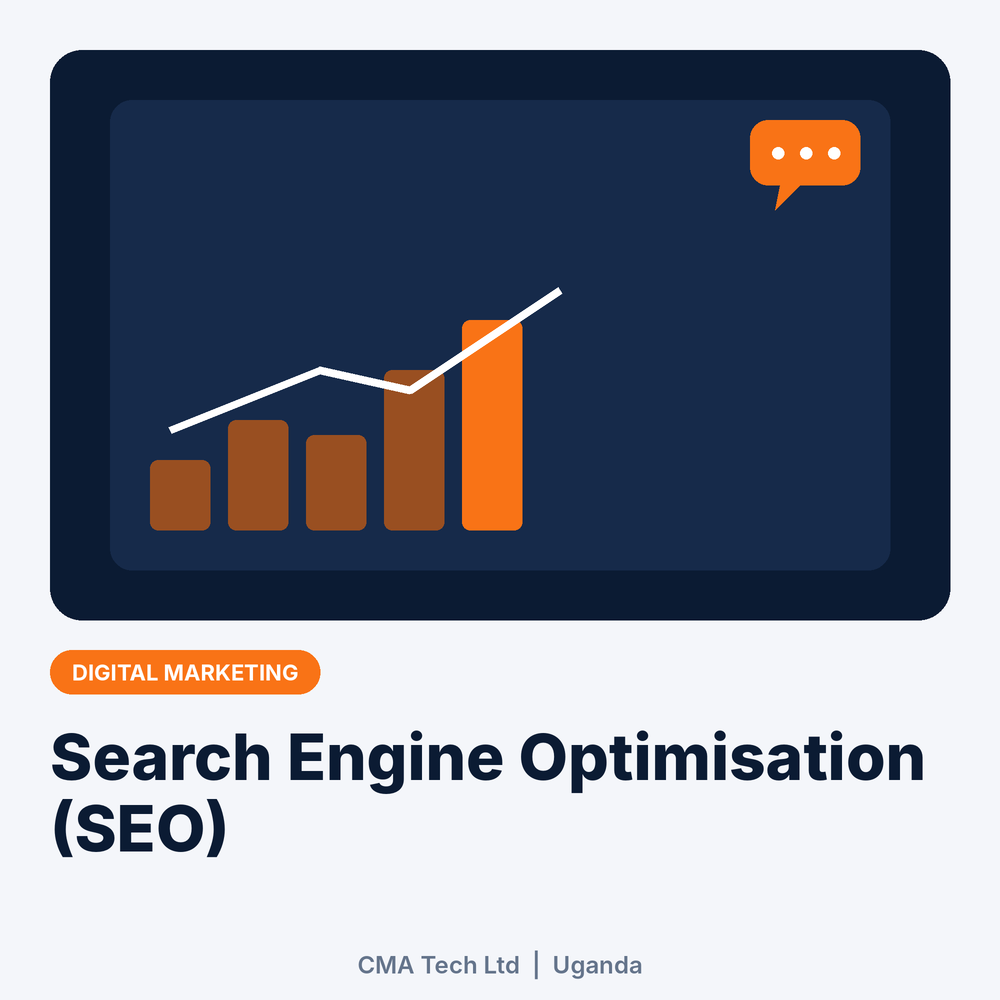 DIGITAL MARKETING
Search Engine Optimisation
(SEO)
CMA Tech Ltd | Uganda